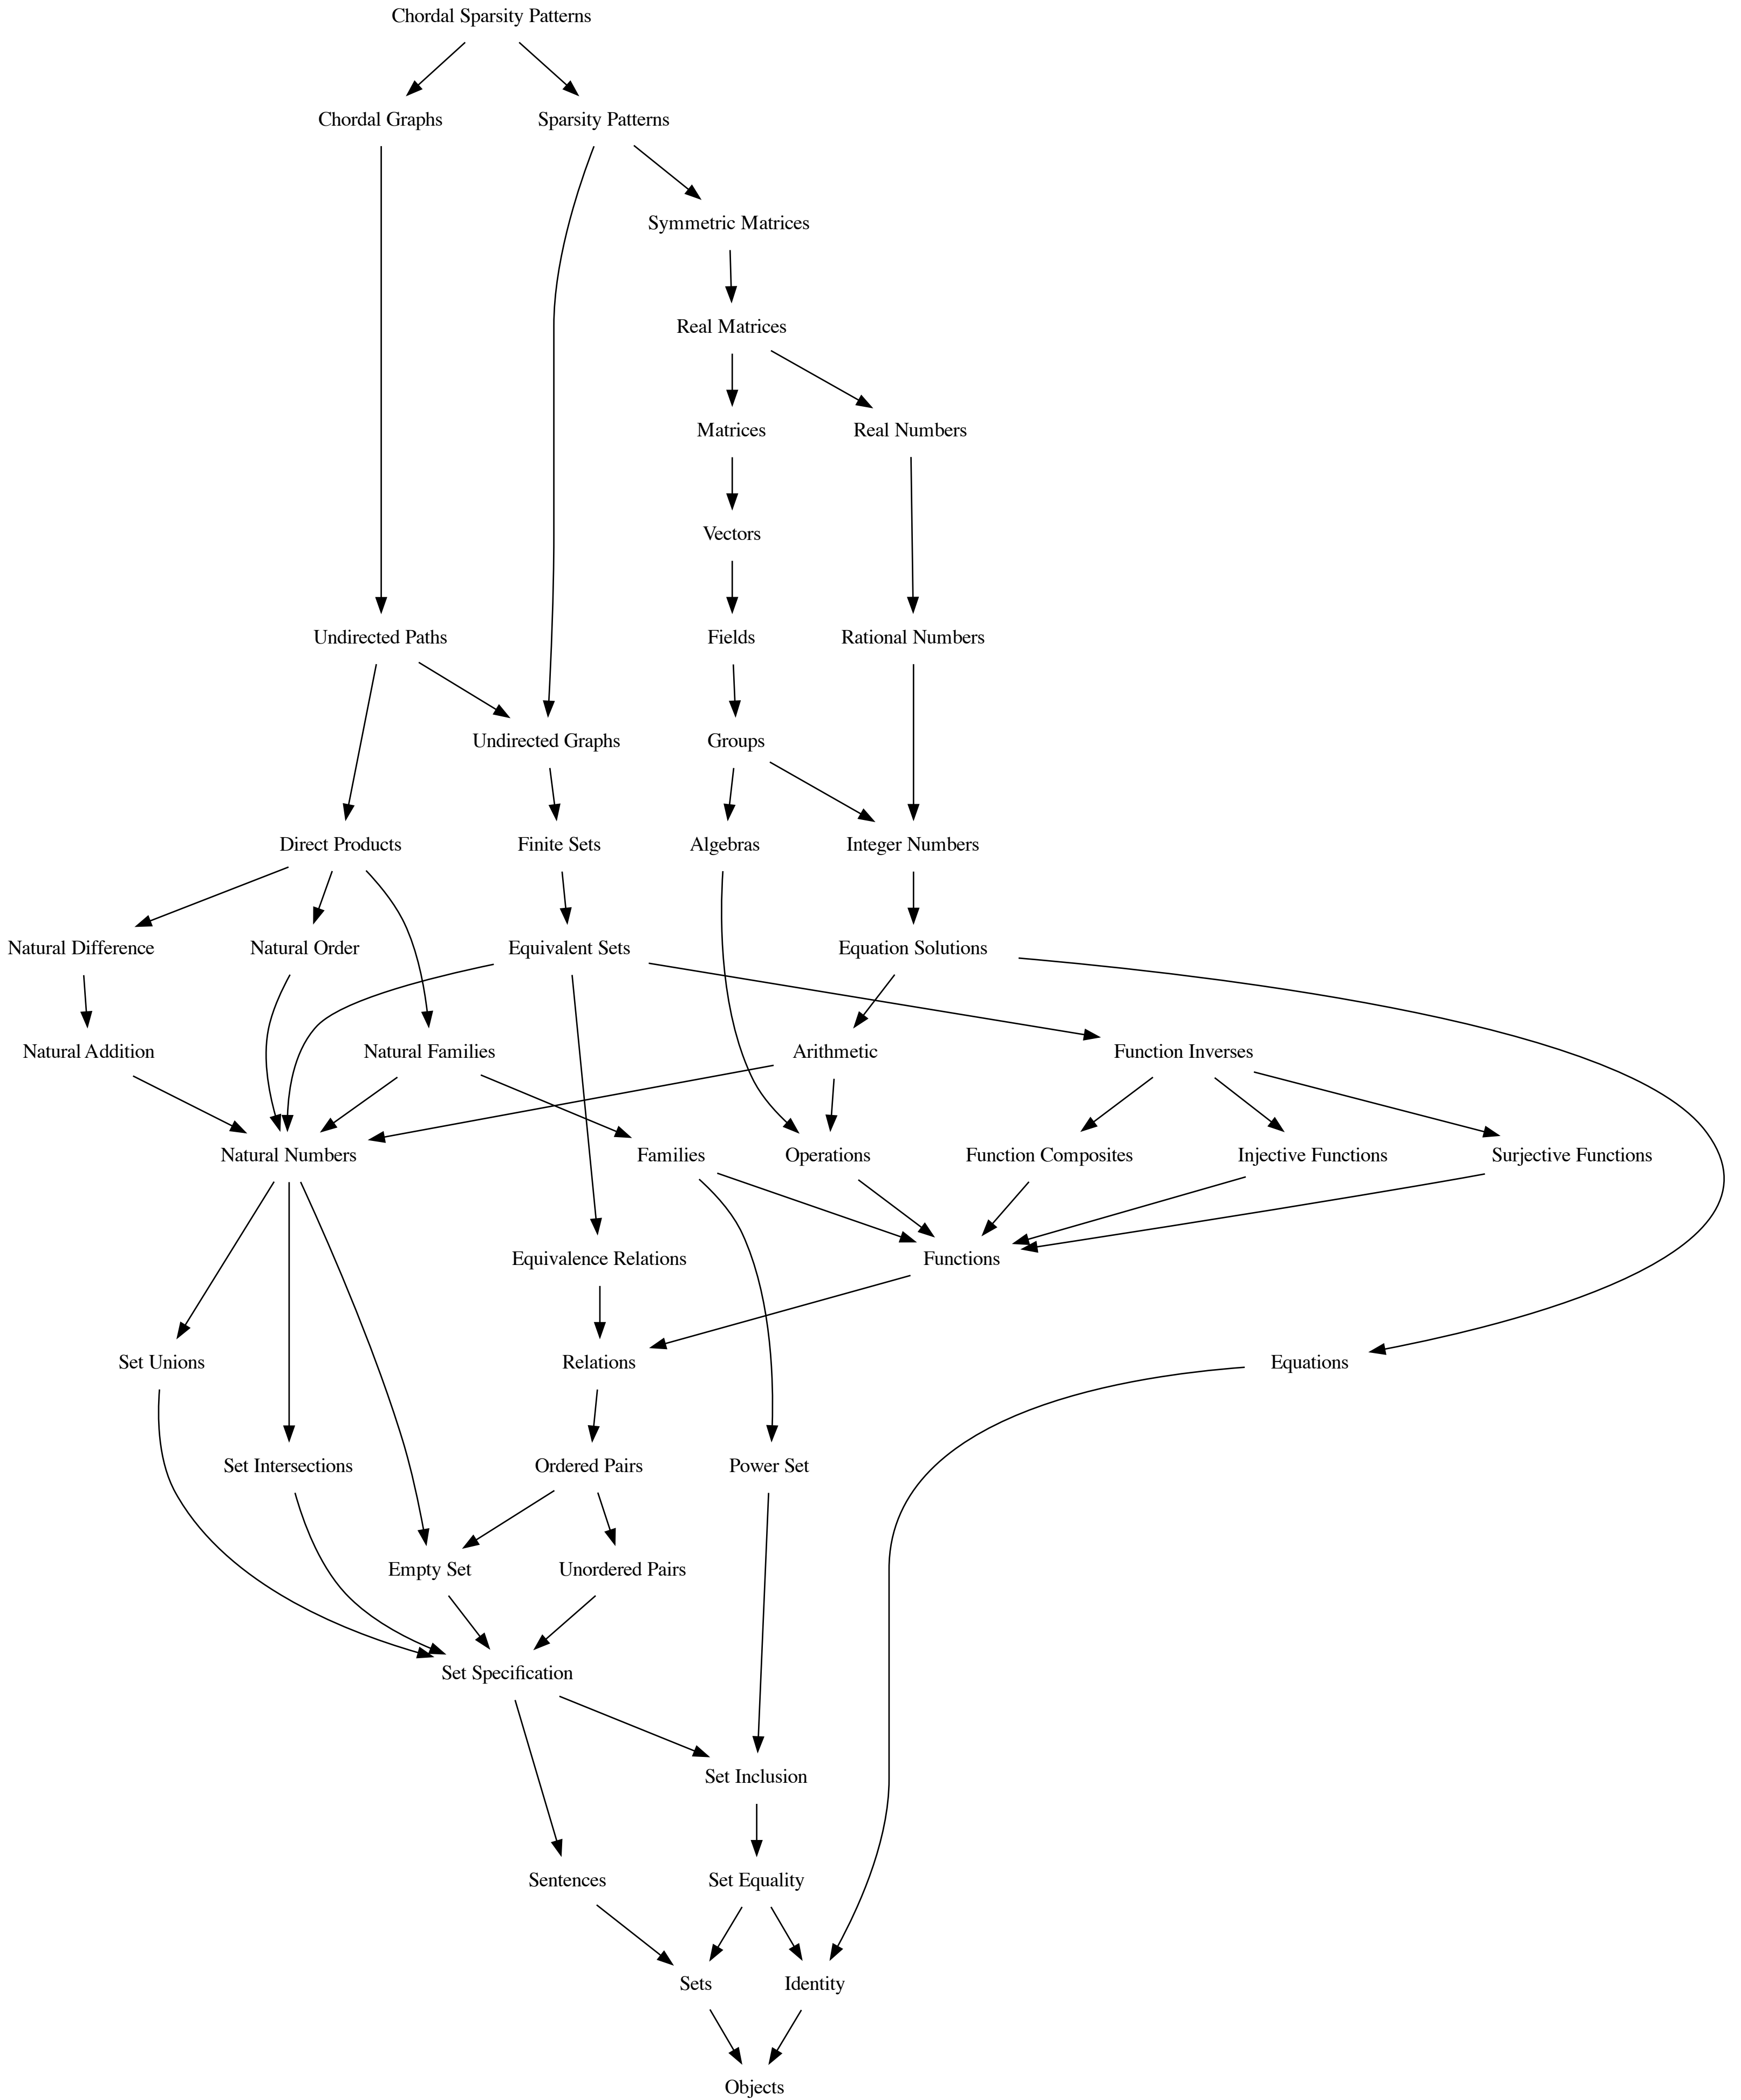 Chordal Sparsity Patterns
Chordal Graphs
Sparsity Patterns
Symmetric Matrices
Real Matrices
Matrices
Real Numbers
Vectors
Undirected Paths
Fields
Rational Numbers
Undirected Graphs
Groups
Direct Products
Finite Sets
Algebras
Integer Numbers
Natural Difference
Natural Order
Equivalent Sets
Equation Solutions
Natural Addition
Natural Families
Arithmetic
Function Inverses
Natural Numbers
Families
Operations
Function Composites
Injective Functions
Surjective Functions
Equivalence Relations
Functions
Set Unions
Relations
Equations
Set Intersections
Ordered Pairs
Power Set
Empty Set
Unordered Pairs
Set Specification
Set Inclusion
Sentences
Set Equality
Sets
Identity
Objects